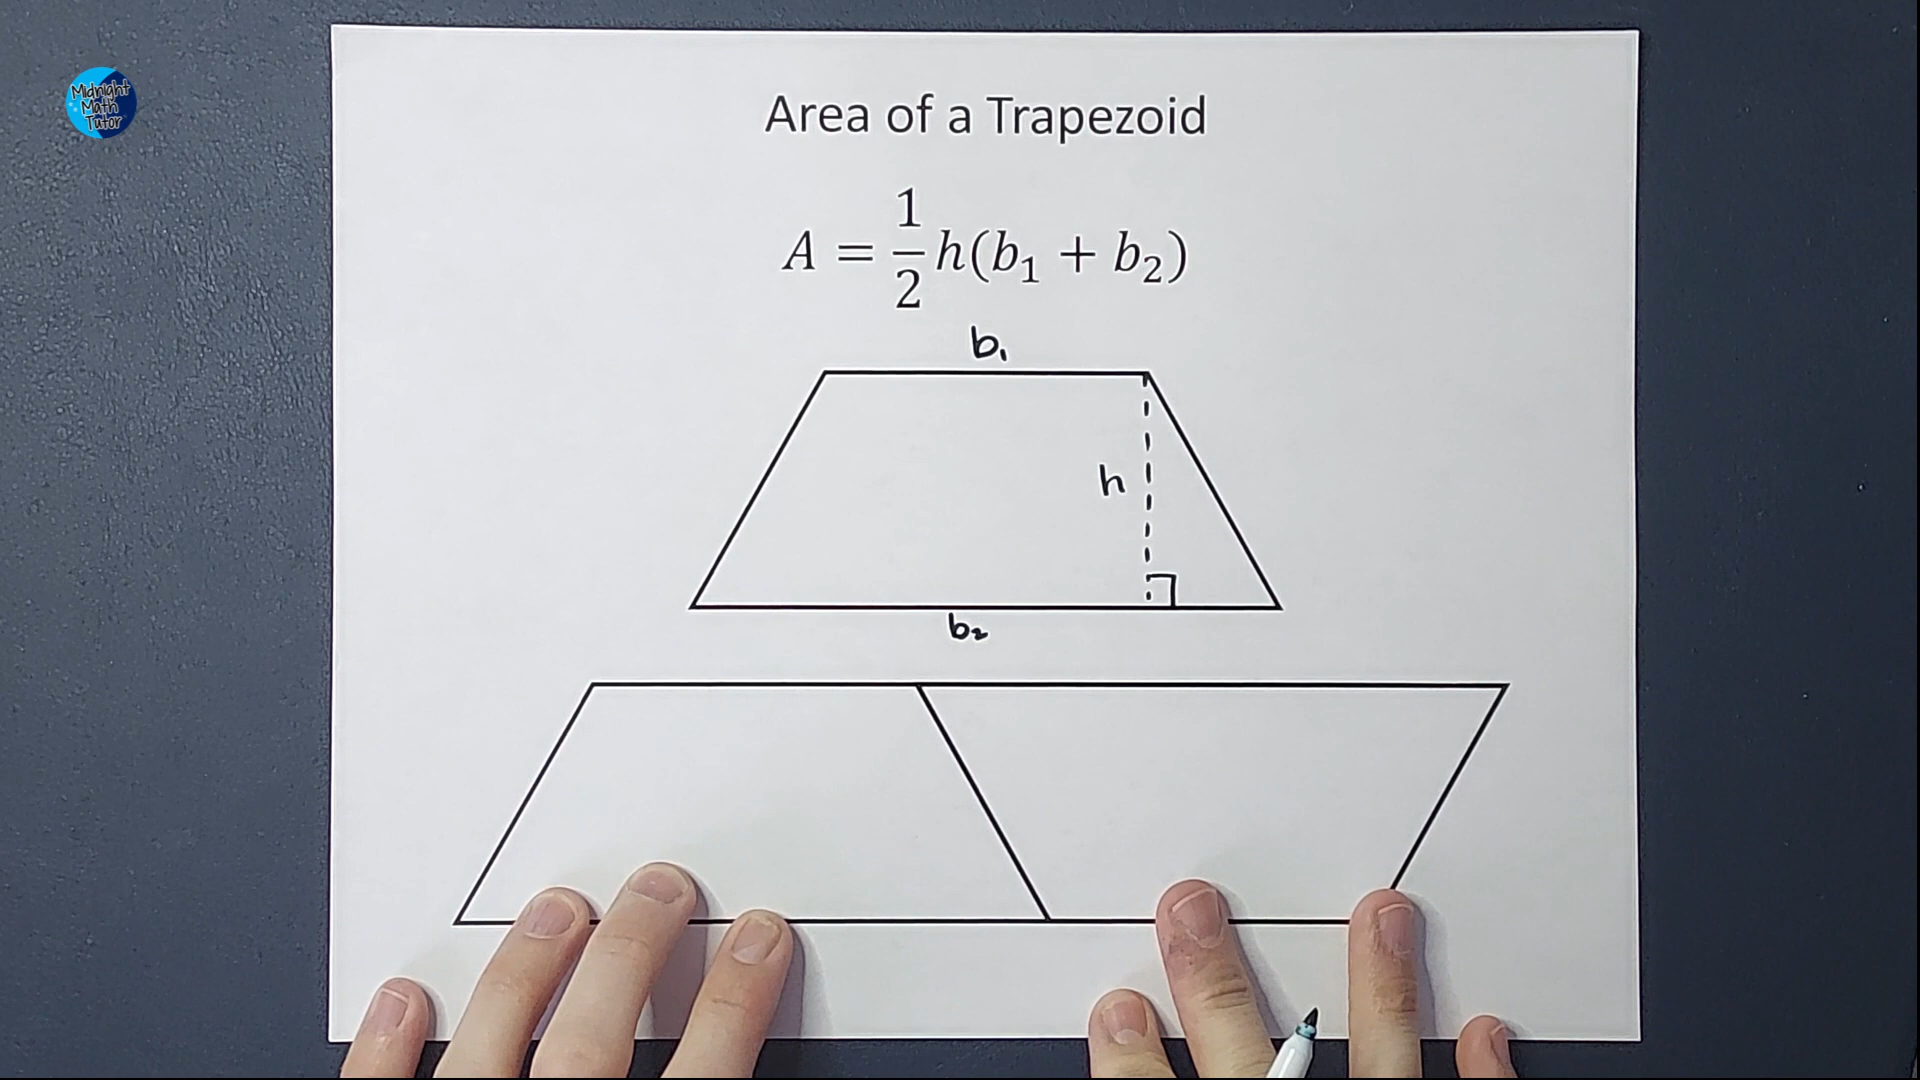 Midnight
Math
Tutor
Area of a Trapezoid
A = 1/2 h(b₁ + b₂)
b₁
h
b₂